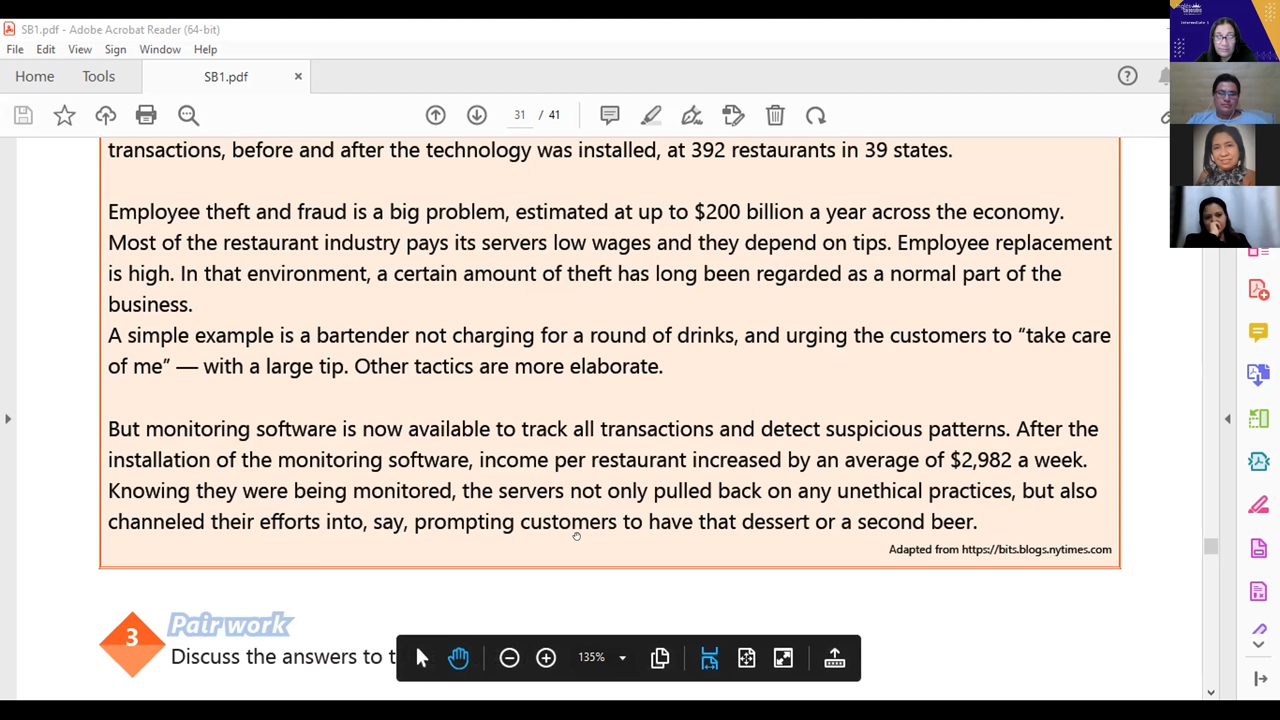 SB1.pdf - Adobe Acrobat Reader (64-bit)
File Edit View Sign Window Help
Home Tools SB1.pdf ×
31 / 41
transactions, before and after the technology was installed, at 392 restaurants in 39 states.
Employee theft and fraud is a big problem, estimated at up to $200 billion a year across the economy.
Most of the restaurant industry pays its servers low wages and they depend on tips. Employee replacement
is high. In that environment, a certain amount of theft has long been regarded as a normal part of the
business.
A simple example is a bartender not charging for a round of drinks, and urging the customers to “take care
of me” — with a large tip. Other tactics are more elaborate.
But monitoring software is now available to track all transactions and detect suspicious patterns. After the
installation of the monitoring software, income per restaurant increased by an average of $2,982 a week.
Knowing they were being monitored, the servers not only pulled back on any unethical practices, but also
channeled their efforts into, say, prompting customers to have that dessert or a second beer.
Adapted from https://bits.blogs.nytimes.com
3
Pair work
Discuss the answers to t
135%